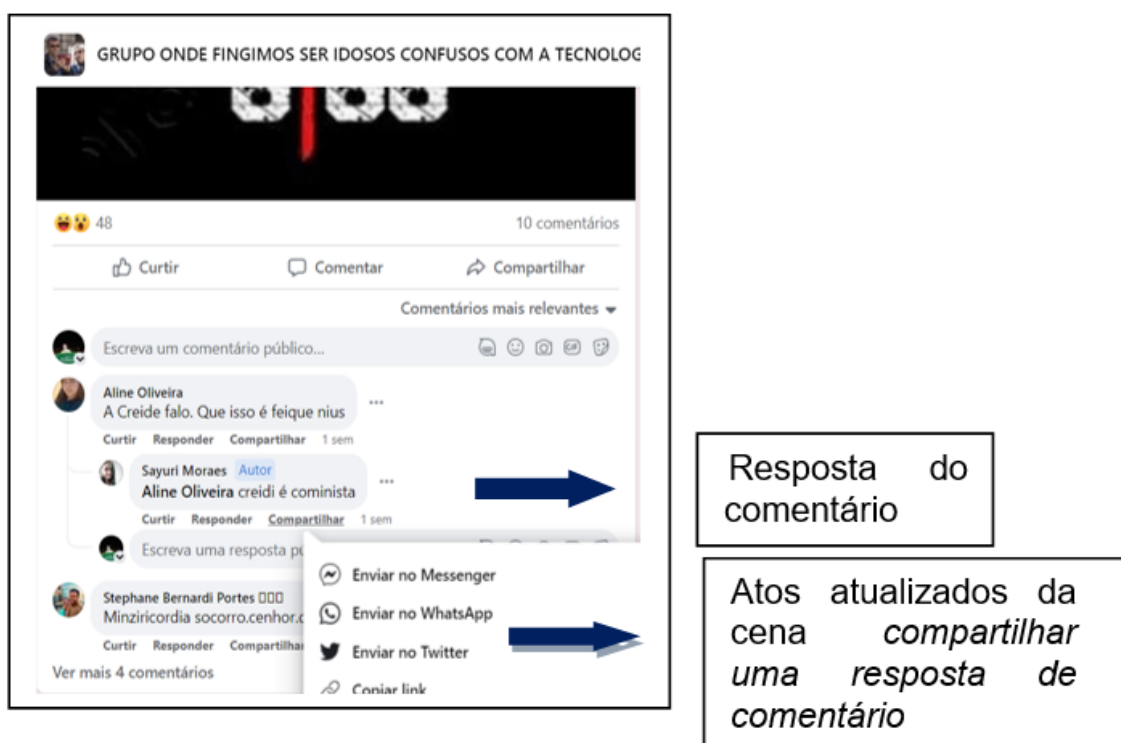 GRUPO ONDE FINGIMOS SER IDOSOS CONFUSOS COM A TECNOLOG
48
10 comentários
Curtir Comentar Compartilhar
Comentários mais relevantes
Escreva um comentário público...
GIF
Aline Oliveira
A Creide falo. Que isso é feique nius
Curtir Responder Compartilhar 1 sem
Sayuri Moraes Autor
Aline Oliveira creidi é cominista
Curtir Responder Compartilhar 1 sem
Escreva uma resposta pú
Enviar no Messenger
Enviar no WhatsApp
Enviar no Twitter
Copiar link
Stephane Bernardi Portes
Minziricordia socorro.cenhor.
Curtir Responder Compartilha
Ver mais 4 comentários
Resposta do
comentário
Atos atualizados da
cena compartilhar
uma resposta de
comentário